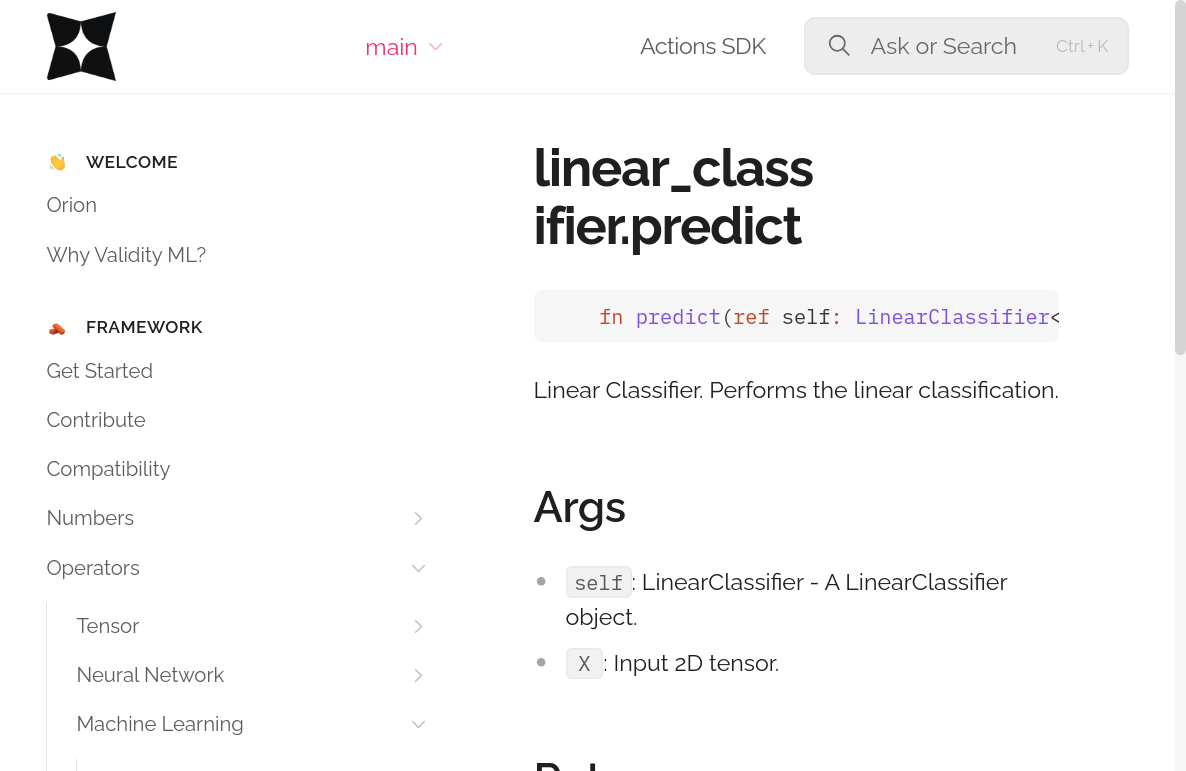 main
Actions SDK
Ask or Search
Ctrl + K
WELCOME
Orion
Why Validity ML?
FRAMEWORK
Get Started
Contribute
Compatibility
Numbers
Operators
Tensor
Neural Network
Machine Learning
linear_class
ifier.predict
fn predict(ref self: LinearClassifier<
Linear Classifier. Performs the linear classification.
Args
self: LinearClassifier - A LinearClassifier
object.
X: Input 2D tensor.